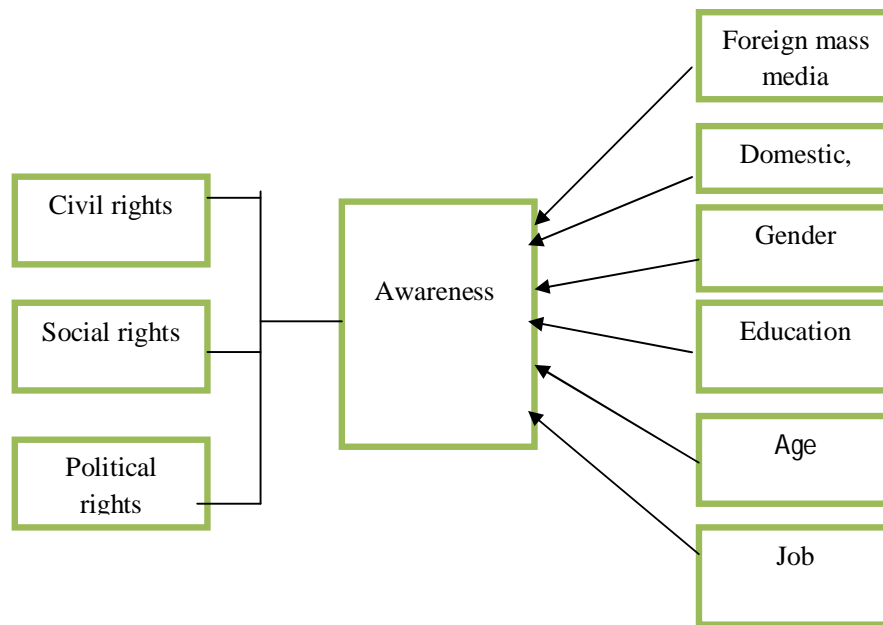 Civil rights
Social rights
Political
rights
Awareness
Foreign mass
media
Domestic,
Gender
Education
Age
Job